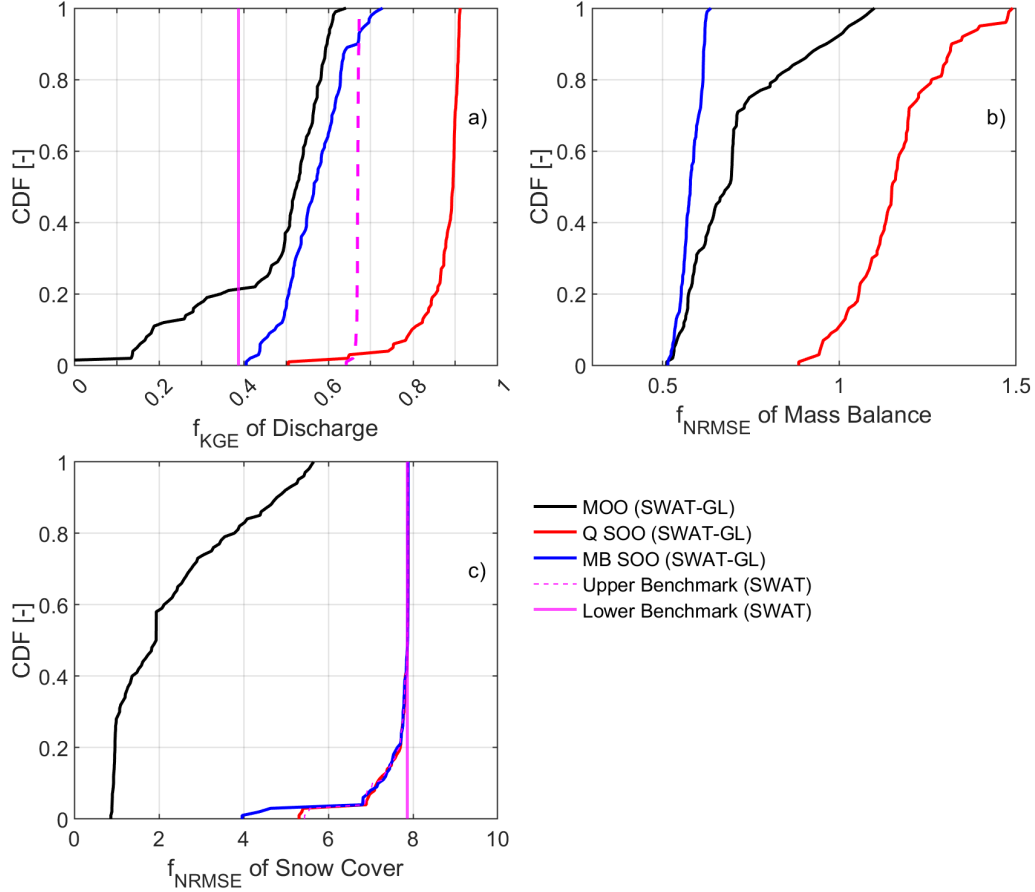 1
0.8
0.6
0.4
0.2
0
CDF [-]
a)
0
0.2
0.4
0.6
0.8
1
fKGE of Discharge
1
0.8
0.6
0.4
0.2
0
CDF [-]
b)
0.5
1
1.5
fNRMSE of Mass Balance
1
0.8
0.6
0.4
0.2
0
CDF [-]
c)
0
2
4
6
8
10
fNRMSE of Snow Cover
MOO (SWAT-GL)
Q SOO (SWAT-GL)
MB SOO (SWAT-GL)
Upper Benchmark (SWAT)
Lower Benchmark (SWAT)